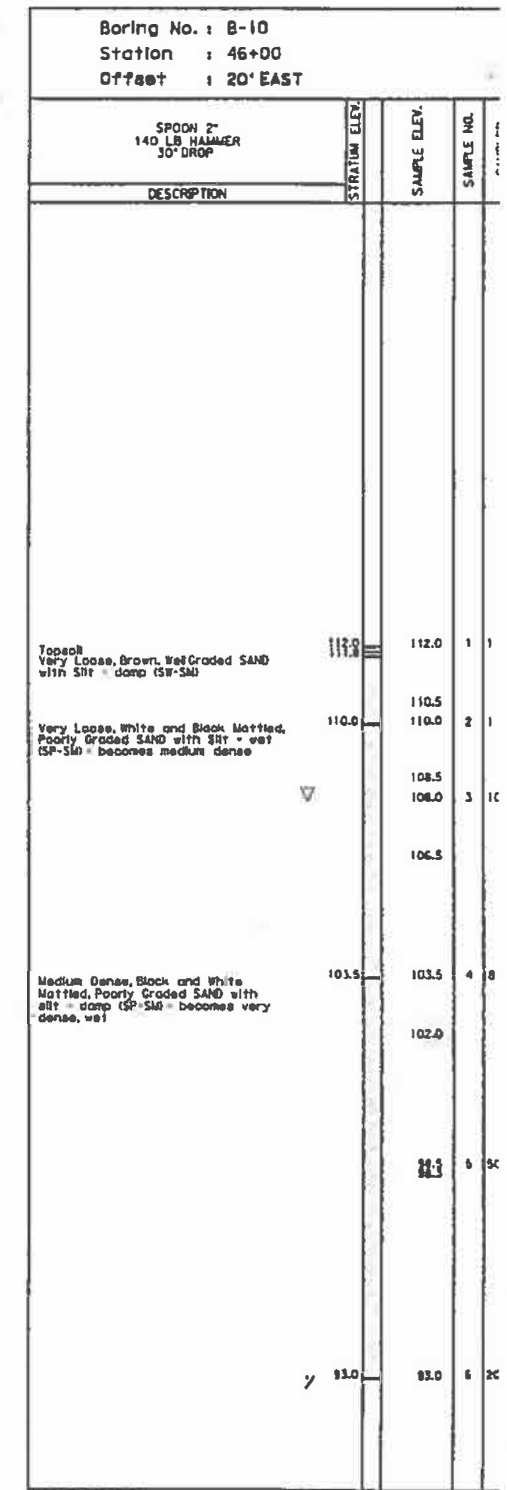 Boring No. : B-10
Station : 46+00
Offset : 20' EAST
SPOON 2"
140 LB HAMMER
30" DROP
DESCRIPTION
STRATUM ELEV.
SAMPLE ELEV.
SAMPLE NO.
Topsoil 112.0 112.0 1 1
Very Loose, Brown, Well Graded SAND
with Silt - damp (SW-SM)
110.5
110.0 110.0 2 1
Very Loose, White and Black Mottled,
Poorly Graded SAND with Silt - wet
(SP-SM) - becomes medium dense
108.5
108.0 3
106.5
103.5 103.5 4 8
Medium Dense, Black and White
Mottled, Poorly Graded SAND with
silt - damp (SP-SM) - becomes very
dense, wet
102.0
5
93.0 93.0 6